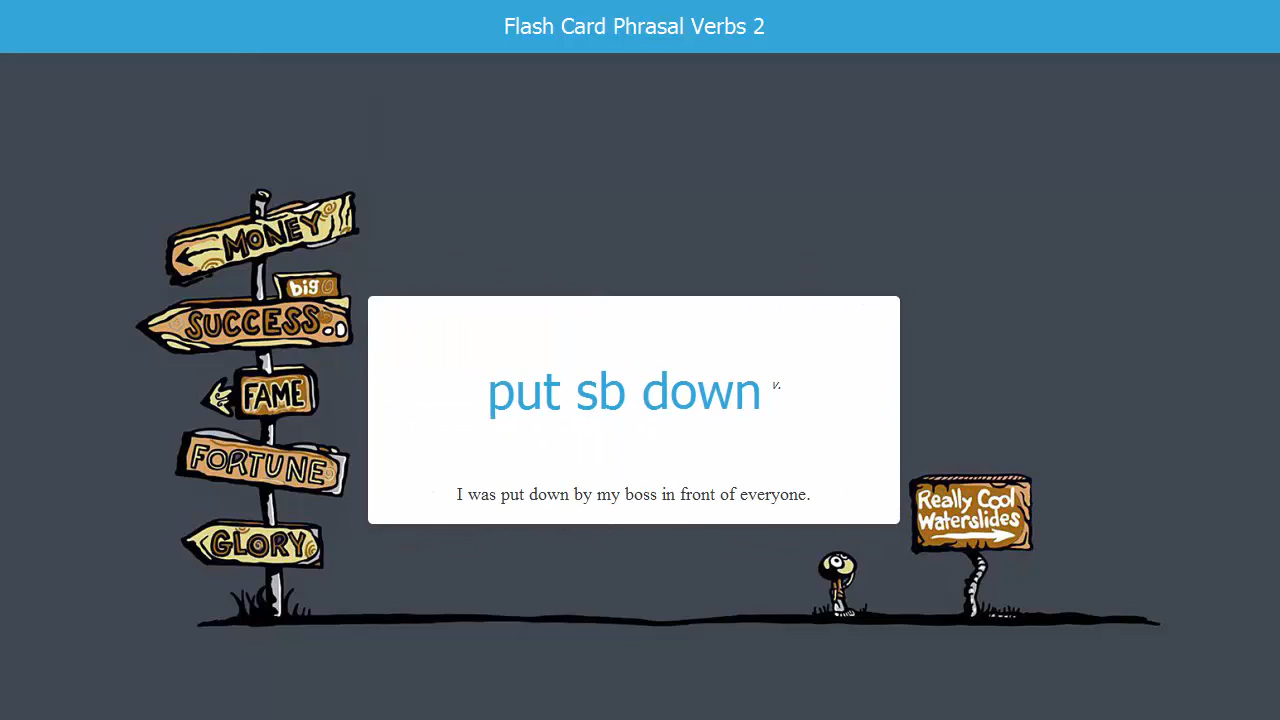 Flash Card Phrasal Verbs 2
MONEY
big
SUCCESS
FAME
FORTUNE
GLORY
put sb down v.
I was put down by my boss in front of everyone.
Really Cool
Waterslides